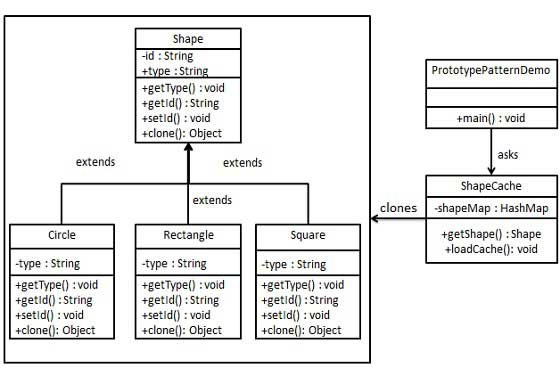 Shape
-id : String
+type : String
+getType() : void
+getId() : String
+setId() : void
+clone(): Object
extends
extends
extends
Circle
-type : String
+getType() : void
+getId() : String
+setId() : void
+clone(): Object
Rectangle
-type : String
+getType() : void
+getId() : String
+setId() : void
+clone(): Object
Square
-type : String
+getType() : void
+getId() : String
+setId() : void
+clone(): Object
PrototypePatternDemo
+main() : void
asks
clones
ShapeCache
-shapeMap : HashMap
+getShape() : Shape
+loadCache(): void